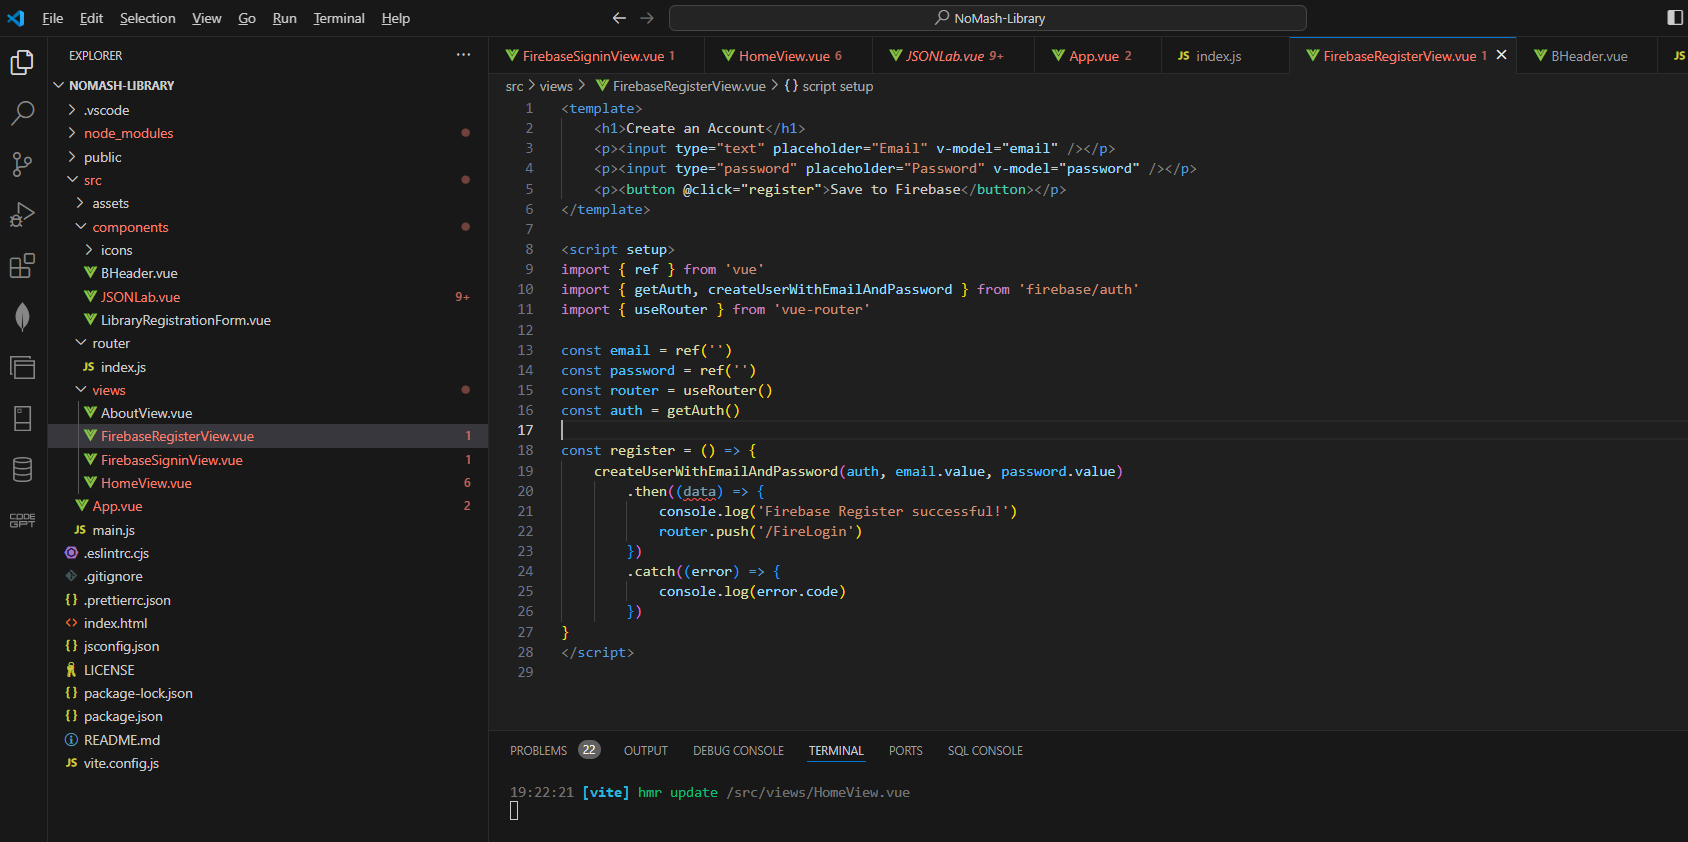 File Edit Selection View Go Run Terminal Help
NoMash-Library
EXPLORER
NOMASH-LIBRARY
.vscode
node_modules
public
src
assets
components
icons
BHeader.vue
JSONLab.vue 9+
LibraryRegistrationForm.vue
router
JS index.js
views
AboutView.vue
FirebaseRegisterView.vue 1
FirebaseSigninView.vue 1
HomeView.vue 6
App.vue 2
JS main.js
.eslintrc.cjs
.gitignore
{} .prettierrc.json
<> index.html
{} jsconfig.json
LICENSE
{} package-lock.json
{} package.json
README.md
JS vite.config.js
CODE
GPT
FirebaseSigninView.vue 1 HomeView.vue 6 JSONLab.vue 9+ App.vue 2 JS index.js FirebaseRegisterView.vue 1 BHeader.vue JS
src > views > FirebaseRegisterView.vue > {} script setup
1 <template>
2 <h1>Create an Account</h1>
3 <p><input type="text" placeholder="Email" v-model="email" /></p>
4 <p><input type="password" placeholder="Password" v-model="password" /></p>
5 <p><button @click="register">Save to Firebase</button></p>
6 </template>
7
8 <script setup>
9 import { ref } from 'vue'
10 import { getAuth, createUserWithEmailAndPassword } from 'firebase/auth'
11 import { useRouter } from 'vue-router'
12
13 const email = ref('')
14 const password = ref('')
15 const router = useRouter()
16 const auth = getAuth()
17
18 const register = () => {
19 createUserWithEmailAndPassword(auth, email.value, password.value)
20 .then((data) => {
21 console.log('Firebase Register successful!')
22 router.push('/FireLogin')
23 })
24 .catch((error) => {
25 console.log(error.code)
26 })
27 }
28 </script>
29
PROBLEMS 22 OUTPUT DEBUG CONSOLE TERMINAL PORTS SQL CONSOLE
19:22:21 [vite] hmr update /src/views/HomeView.vue